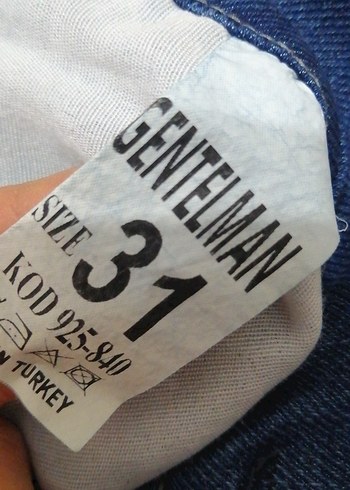 GENTELMAN
SIZE 31
KOD 925-840
N TURKEY